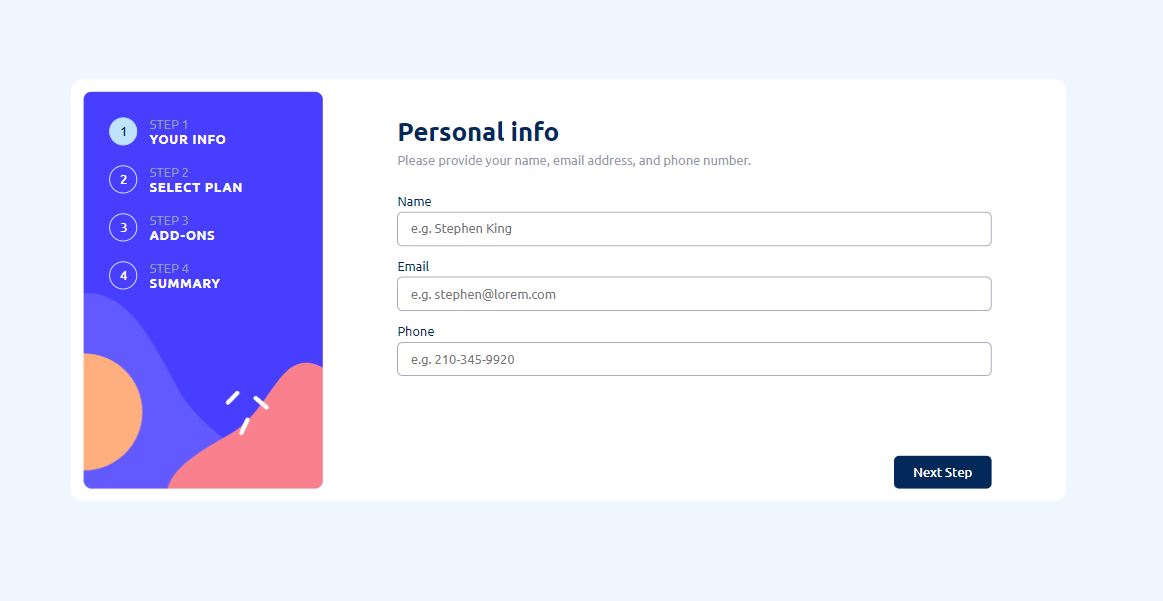 1
STEP 1
YOUR INFO
2
STEP 2
SELECT PLAN
3
STEP 3
ADD-ONS
4
STEP 4
SUMMARY
Personal info
Please provide your name, email address, and phone number.
Name
e.g. Stephen King
Email
e.g. stephen@lorem.com
Phone
e.g. 210-345-9920
Next Step